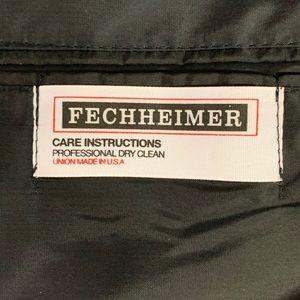 FECHHEIMER
CARE INSTRUCTIONS
PROFESSIONAL DRY CLEAN
UNION MADE IN U.S.A